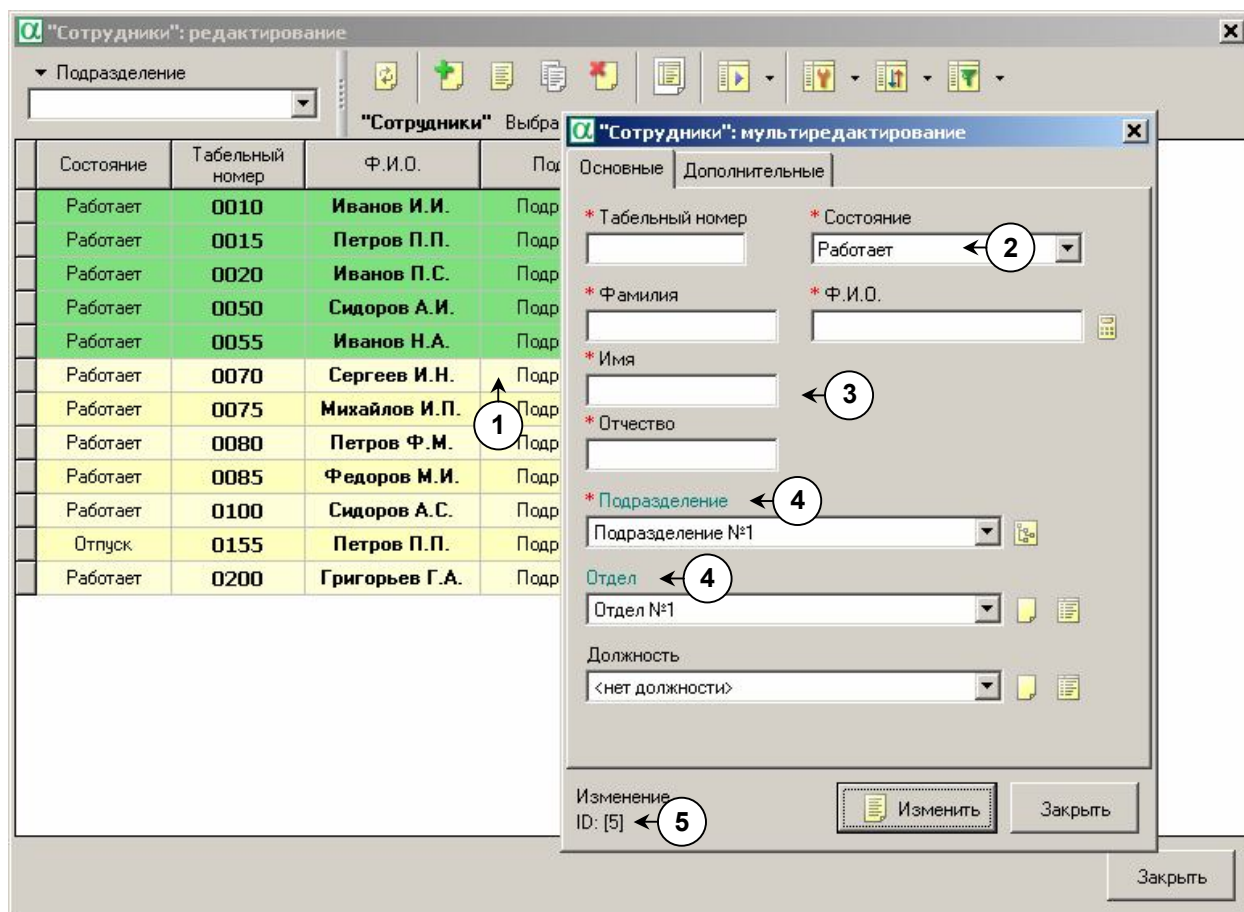 "Сотрудники": редактирование
Подразделение
"Сотрудники" Выбра
Состояние Табельный номер Ф.И.О. Под
Работает 0010 Иванов И.И. Подр
Работает 0015 Петров П.П. Подр
Работает 0020 Иванов П.С. Подр
Работает 0050 Сидоров А.И. Подр
Работает 0055 Иванов Н.А. Подр
Работает 0070 Сергеев И.Н. Подр
Работает 0075 Михайлов И.П. Подр
Работает 0080 Петров Ф.М. Подр
Работает 0085 Федоров М.И. Подр
Работает 0100 Сидоров А.С. Подр
Отпуск 0155 Петров П.П. Подр
Работает 0200 Григорьев Г.А. Подр
1
"Сотрудники": мультиредактирование
Основные Дополнительные
* Табельный номер * Состояние
Работает 2
* Фамилия * Ф.И.О.
* Имя
3
* Отчество
* Подразделение 4
Подразделение №1
Отдел 4
Отдел №1
Должность
<нет должности>
Изменение
ID: [5] 5
Изменить Закрыть
Закрыть